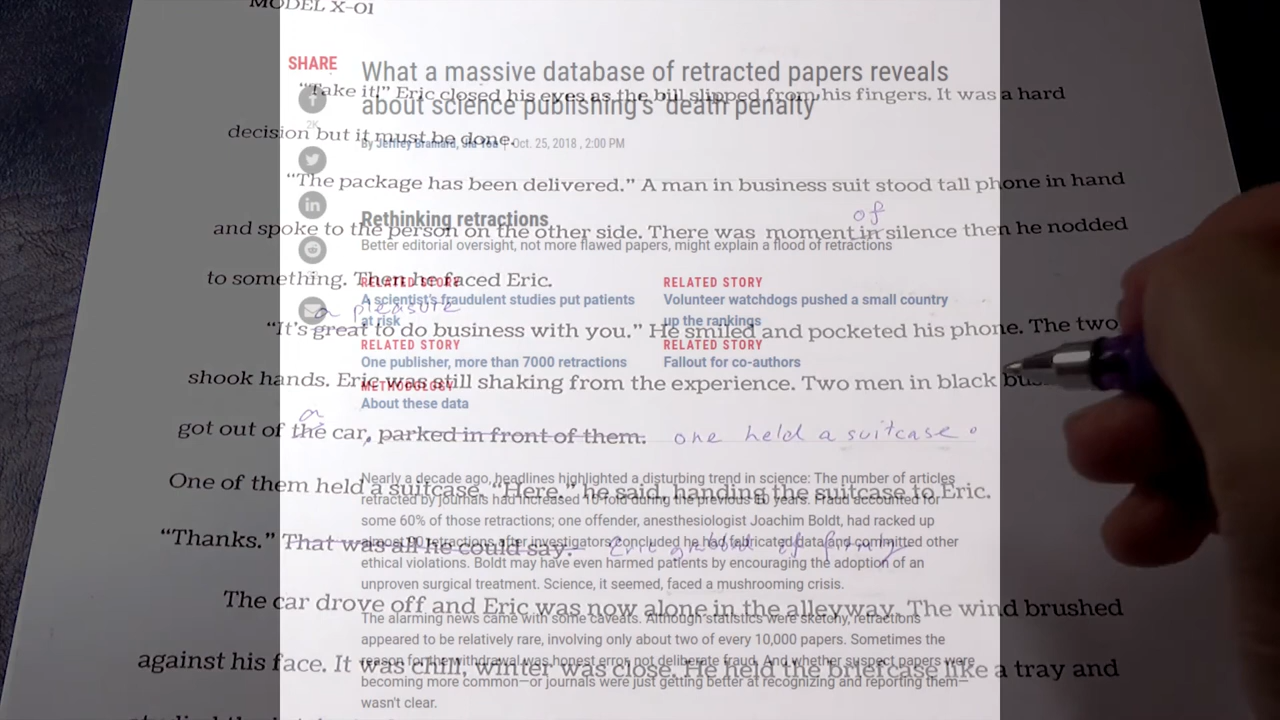 MODEL X-01
SHARE
What a massive database of retracted papers reveals
about science publishing's 'death penalty'
By Jeffrey Brainard, Jia You | Oct. 25, 2018 , 2:00 PM
Rethinking retractions
Better editorial oversight, not more flawed papers, might explain a flood of retractions
RELATED STORY
A scientist's fraudulent studies put patients
at risk
RELATED STORY
Volunteer watchdogs pushed a small country
up the rankings
RELATED STORY
One publisher, more than 7000 retractions
RELATED STORY
Fallout for co-authors
METHODOLOGY
About these data
Nearly a decade ago, headlines highlighted a disturbing trend in science: The number of articles
retracted by journals had increased 10-fold during the previous 10 years. Fraud accounted for
some 60% of those retractions; one offender, anesthesiologist Joachim Boldt, had racked up
almost 90 retractions after investigators concluded he had fabricated data and committed other
ethical violations. Boldt may have even harmed patients by encouraging the adoption of an
unproven surgical treatment. Science, it seemed, faced a mushrooming crisis.
The alarming news came with some caveats. Although statistics were sketchy, retractions
appeared to be relatively rare, involving only about two of every 10,000 papers. Sometimes the
reason for the withdrawal was honest error, not deliberate fraud. And whether suspect papers were
becoming more common—or journals were just getting better at recognizing and reporting them—
wasn't clear.
"Take it!" Eric closed his eyes as the bill slipped from his fingers. It was a hard
decision but it must be done.
"The package has been delivered." A man in business suit stood tall phone in hand
of
and spoke to the person on the other side. There was moment in silence then he nodded
to something. Then he faced Eric.
a pleasure
"It's great to do business with you." He smiled and pocketed his phone. The two
shook hands. Eric was still shaking from the experience. Two men in black
a
got out of the car, parked in front of them. one held a suitcase.
One of them held a suitcase. "Here," he said, handing the suitcase to Eric.
"Thanks." That was all he could say. Eric grabbed it firmly
The car drove off and Eric was now alone in the alleyway. The wind brushed
against his face. It was chill, winter was close. He held the briefcase like a tray and